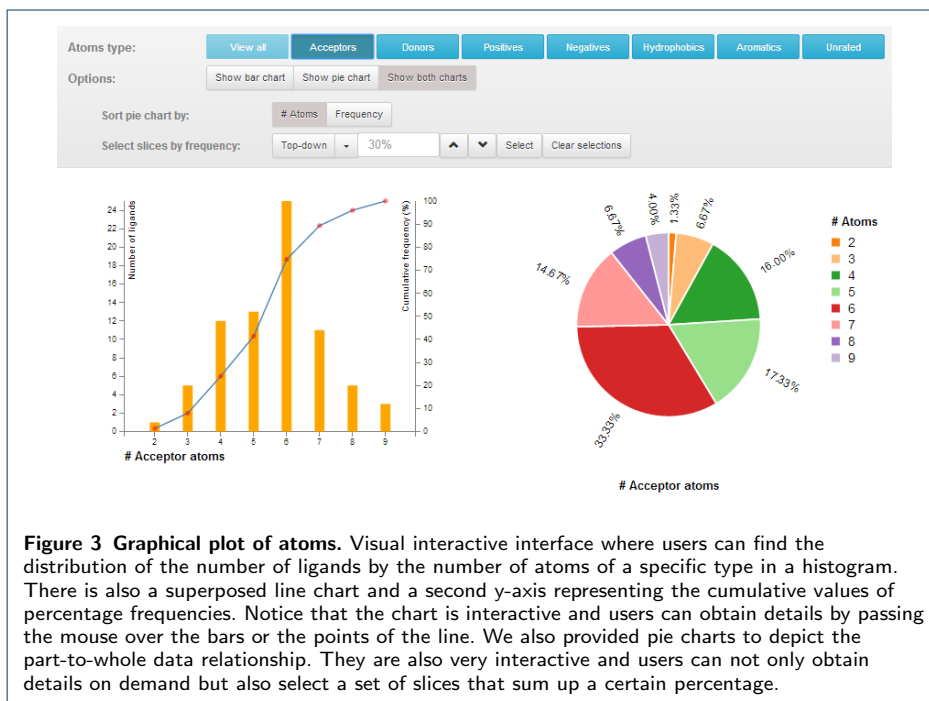 Atoms type: View all Acceptors Donors Positives Negatives Hydrophobics Aromatics Unrated
Options: Show bar chart Show pie chart Show both charts
Sort pie chart by: # Atoms Frequency
Select slices by frequency: Top-down 30% Select Clear selections
Number of ligands
24
22
20
18
16
14
12
10
8
6
4
2
0
2 3 4 5 6 7 8 9
# Acceptor atoms
Cumulative frequency (%)
100
90
80
70
60
50
40
30
20
10
0
1.33%
6.67%
16.00%
17.33%
33.33%
14.67%
6.67%
4.00%
# Acceptor atoms
# Atoms
2
3
4
5
6
7
8
9
Figure 3 Graphical plot of atoms. Visual interactive interface where users can find the
distribution of the number of ligands by the number of atoms of a specific type in a histogram.
There is also a superposed line chart and a second y-axis representing the cumulative values of
percentage frequencies. Notice that the chart is interactive and users can obtain details by passing
the mouse over the bars or the points of the line. We also provided pie charts to depict the
part-to-whole data relationship. They are also very interactive and users can not only obtain
details on demand but also select a set of slices that sum up a certain percentage.